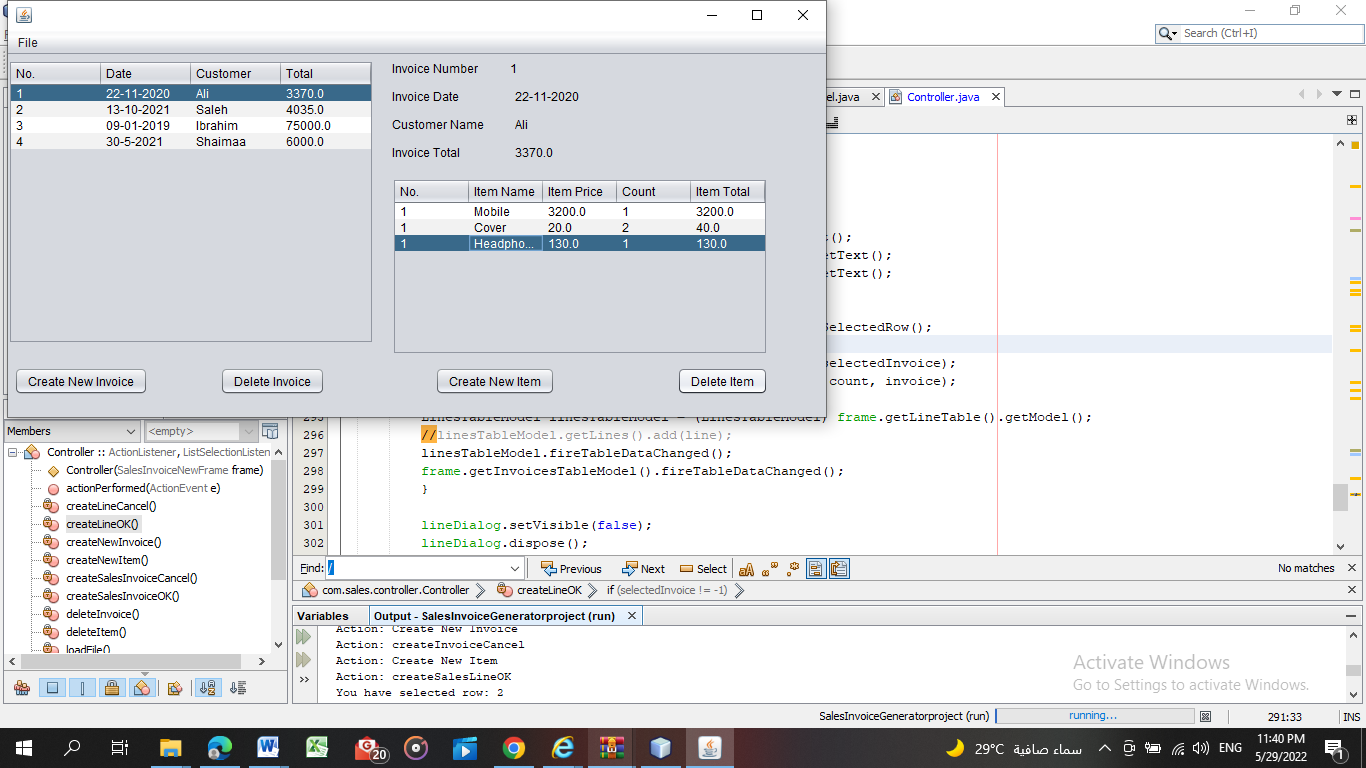 File
No. Date Customer Total
1 22-11-2020 Ali 3370.0
2 13-10-2021 Saleh 4035.0
3 09-01-2019 Ibrahim 75000.0
4 30-5-2021 Shaimaa 6000.0
Invoice Number 1
Invoice Date 22-11-2020
Customer Name Ali
Invoice Total 3370.0
No. Item Name Item Price Count Item Total
1 Mobile 3200.0 1 3200.0
1 Cover 20.0 2 40.0
1 Headpho... 130.0 1 130.0
Create New Invoice Delete Invoice Create New Item Delete Item
Search (Ctrl+I)
el.java Controller.java
t();
etText();
etText();
SelectedRow();
selectedInvoice);
count, invoice);
LinesTableModel linesTableModel = (LinesTableModel) frame.getLineTable().getModel();
296 //linesTableModel.getLines().add(line);
297 linesTableModel.fireTableDataChanged();
298 frame.getInvoicesTableModel().fireTableDataChanged();
299 }
300
301 lineDialog.setVisible(false);
302 lineDialog.dispose();
Members <empty>
Controller :: ActionListener, ListSelectionListen
Controller(SalesInvoiceNewFrame frame)
actionPerformed(ActionEvent e)
createLineCancel()
createLineOK()
createNewInvoice()
createNewItem()
createSalesInvoiceCancel()
createSalesInvoiceOK()
deleteInvoice()
deleteItem()
loadFile()
Find: / Previous Next Select No matches
com.sales.controller.Controller createLineOK if (selectedInvoice != -1)
Variables Output - SalesInvoiceGeneratorproject (run)
Action: Create New Invoice
Action: createInvoiceCancel
Action: Create New Item
Action: createSalesLineOK
You have selected row: 2
Activate Windows
Go to Settings to activate Windows.
SalesInvoiceGeneratorproject (run) running... 291:33 INS
20
29°C سماء صافية ENG 11:40 PM
5/29/2022
1